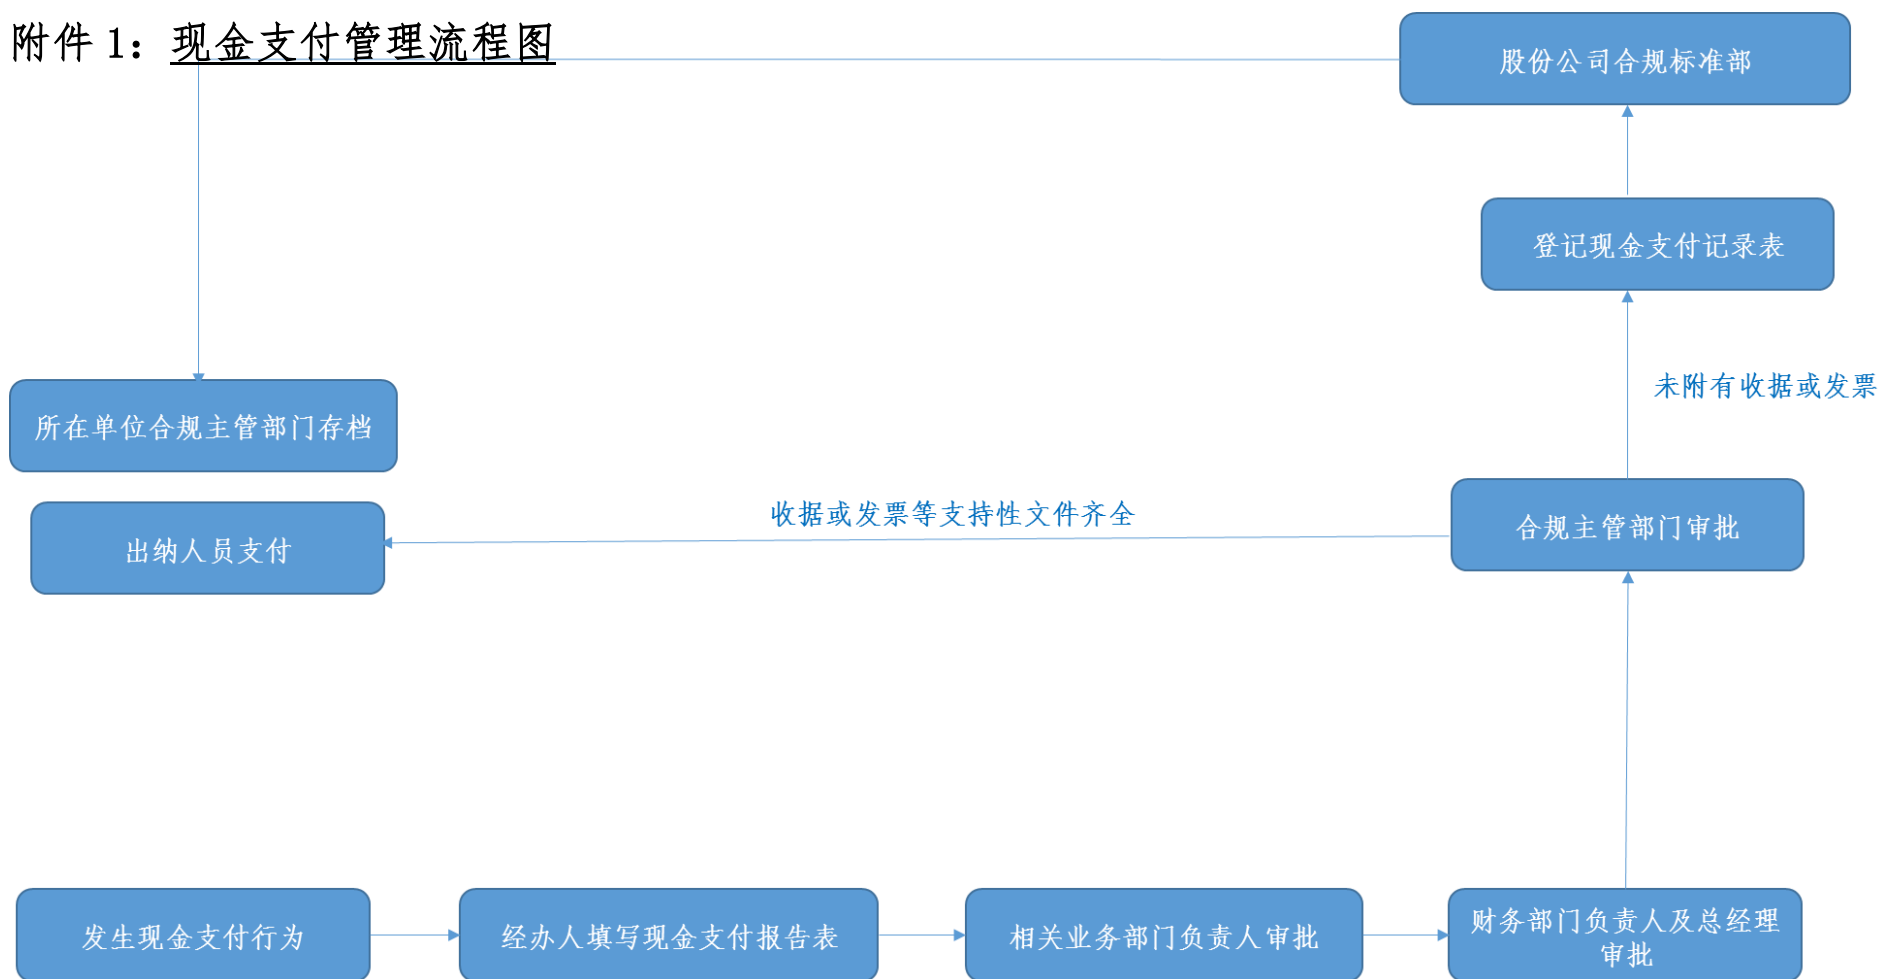 附件 1：现金支付管理流程图
股份公司合规标准部
登记现金支付记录表
未附有收据或发票
所在单位合规主管部门存档
收据或发票等支持性文件齐全
合规主管部门审批
出纳人员支付
发生现金支付行为
经办人填写现金支付报告表
相关业务部门负责人审批
财务部门负责人及总经理
审批